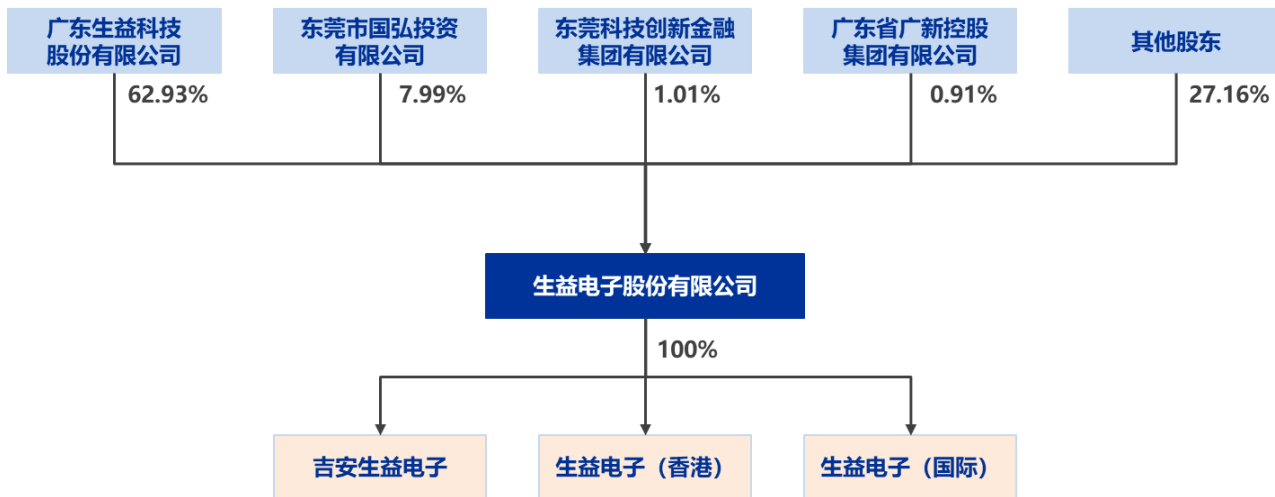 广东生益科技
股份有限公司
东莞市国弘投资
有限公司
东莞科技创新金融
集团有限公司
广东省广新控股
集团有限公司
其他股东
62.93%
7.99%
1.01%
0.91%
27.16%
生益电子股份有限公司
100%
吉安生益电子
生益电子（香港）
生益电子（国际）